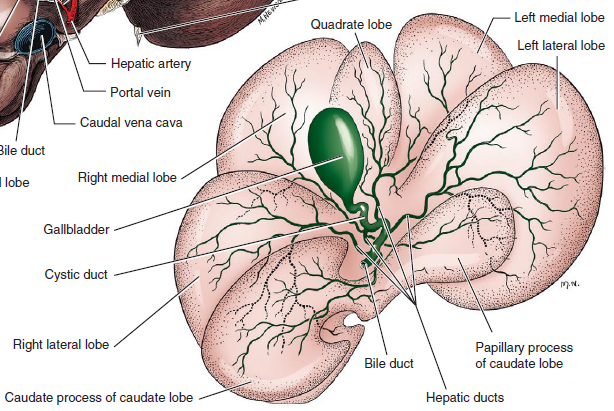 Quadrate lobe
Left medial lobe
Left lateral lobe
Hepatic artery
Portal vein
Caudal vena cava
Bile duct
lobe
Right medial lobe
Gallbladder
Cystic duct
Right lateral lobe
Caudate process of caudate lobe
Bile duct
Papillary process
of caudate lobe
Hepatic ducts